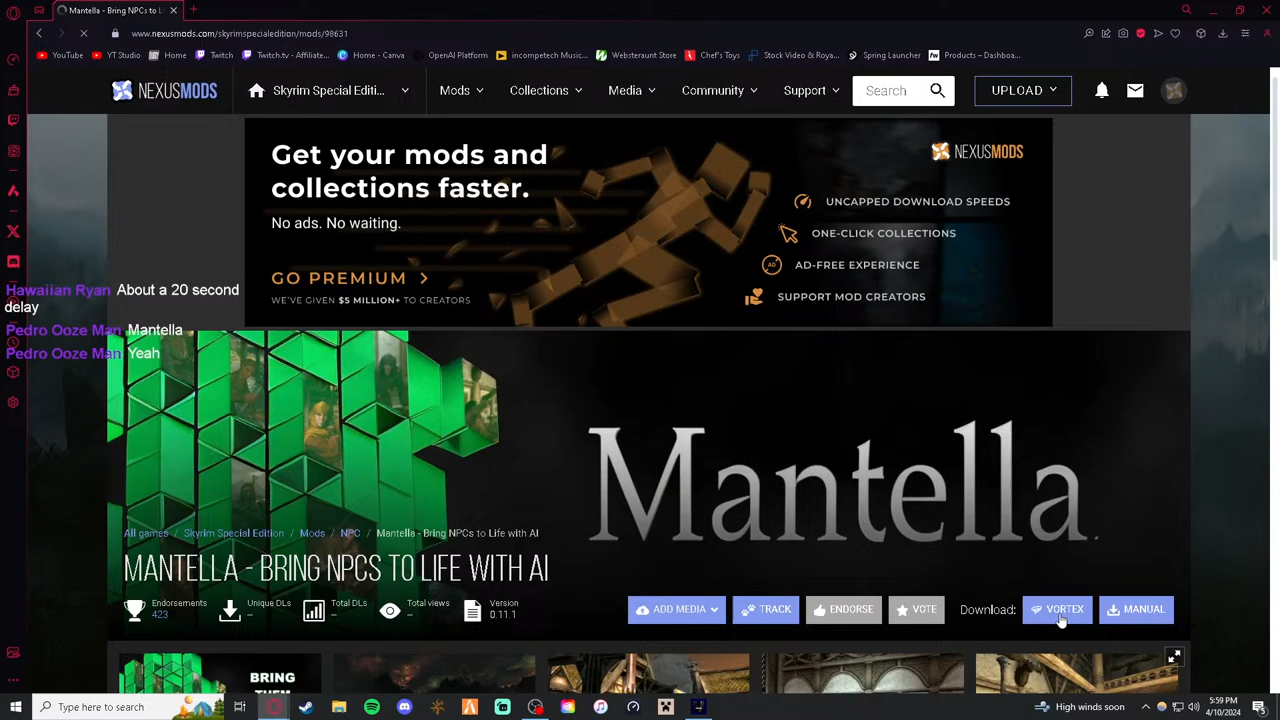 Mantella - Bring NPCs to L
www.nexusmods.com/skyrimspecialedition/mods/98631
YouTube
YT Studio
Home
Twitch
Twitch.tv - Affiliate...
Home - Canva
OpenAI Platform
incompetech Music...
Websteraunt Store
Chef's Toys
Stock Video & Roya...
Spring Launcher
fw
Products – Dashboa...
NEXUSMODS
Skyrim Special Editi...
Mods
Collections
Media
Community
Support
Search
UPLOAD
Get your mods and
collections faster.
No ads. No waiting.
GO PREMIUM >
WE'VE GIVEN $5 MILLION+ TO CREATORS
NEXUSMODS
UNCAPPED DOWNLOAD SPEEDS
ONE-CLICK COLLECTIONS
AD
AD-FREE EXPERIENCE
SUPPORT MOD CREATORS
Hawaiian Ryan About a 20 second
delay
Pedro Ooze Man Mantella
Pedro Ooze Man Yeah
Mantella.
All games / Skyrim Special Edition / Mods / NPC / Mantella - Bring NPCs to Life with AI
MANTELLA - BRING NPCS TO LIFE WITH AI
Endorsements
423
Unique DLs
–
Total DLs
–
Total views
–
Version
0.11.1
ADD MEDIA
TRACK
ENDORSE
VOTE
Download:
VORTEX
MANUAL
BRING
THEM
Type here to search
High winds soon
5:59 PM
4/10/2024
5